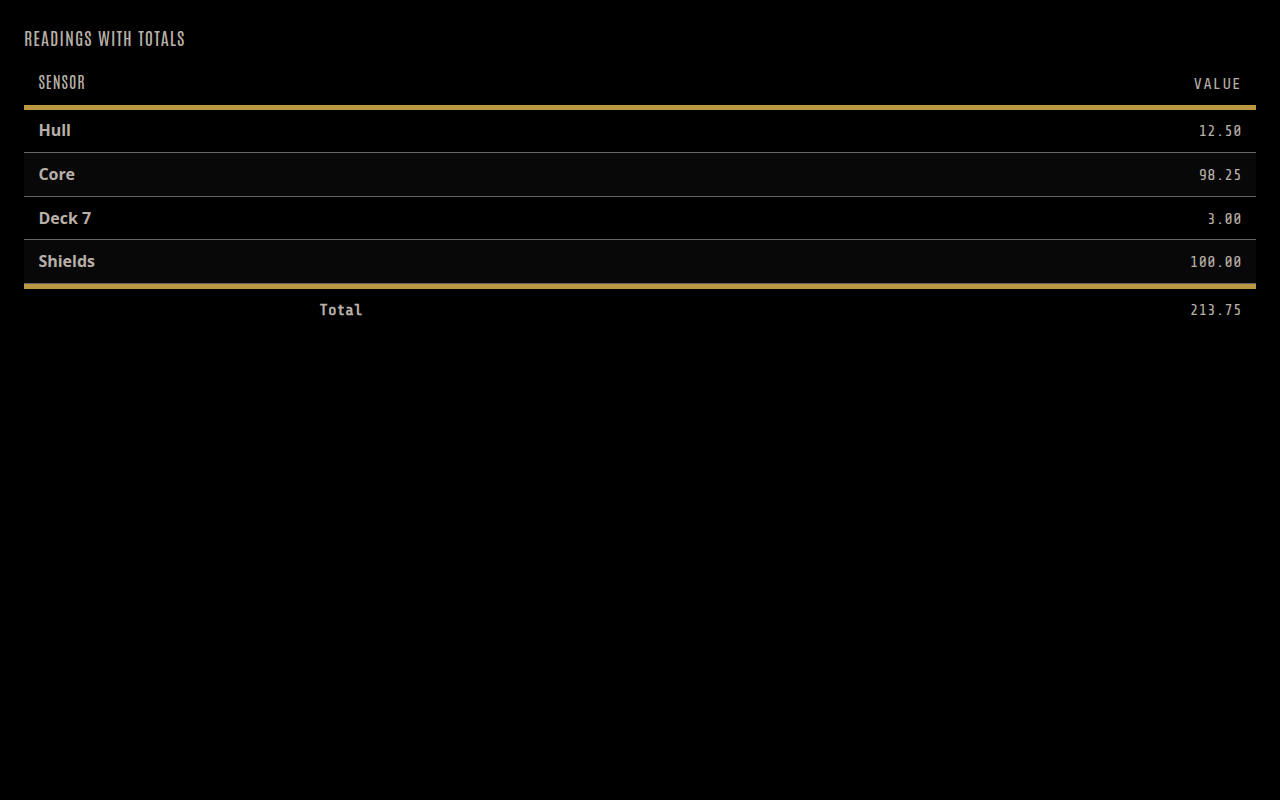 READINGS WITH TOTALS
SENSOR VALUE
Hull 12.50
Core 98.25
Deck 7 3.00
Shields 100.00
Total 213.75